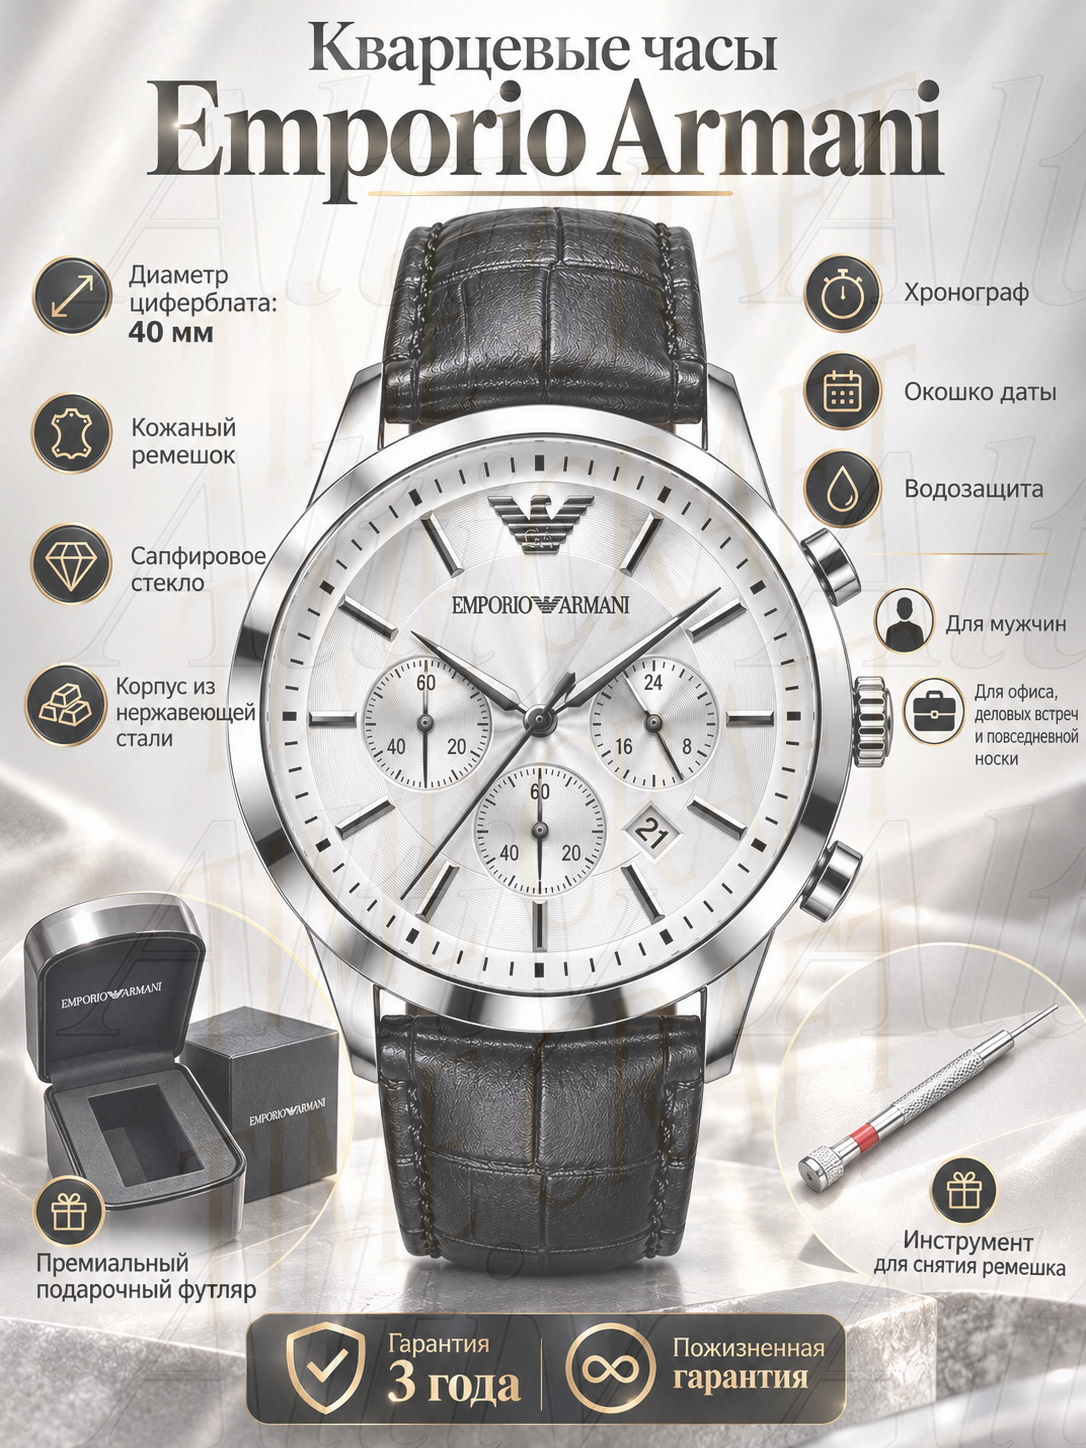 Кварцевые часы
Emporio Armani
Диаметр
циферблата:
40 мм
Кожаный
ремешок
Сапфировое
стекло
Корпус из
нержавеющей
стали
Хронограф
Окошко даты
Водозащита
Для мужчин
Для офиса,
деловых встреч
и повседневной
носки
EMPORIO ARMANI
60
40 20
24
16 8
60
40 20
21
EMPORIO ARMANI
EMPORIO ARMANI
Премиальный
подарочный футляр
Инструмент
для снятия ремешка
Гарантия
3 года
Пожизненная
гарантия